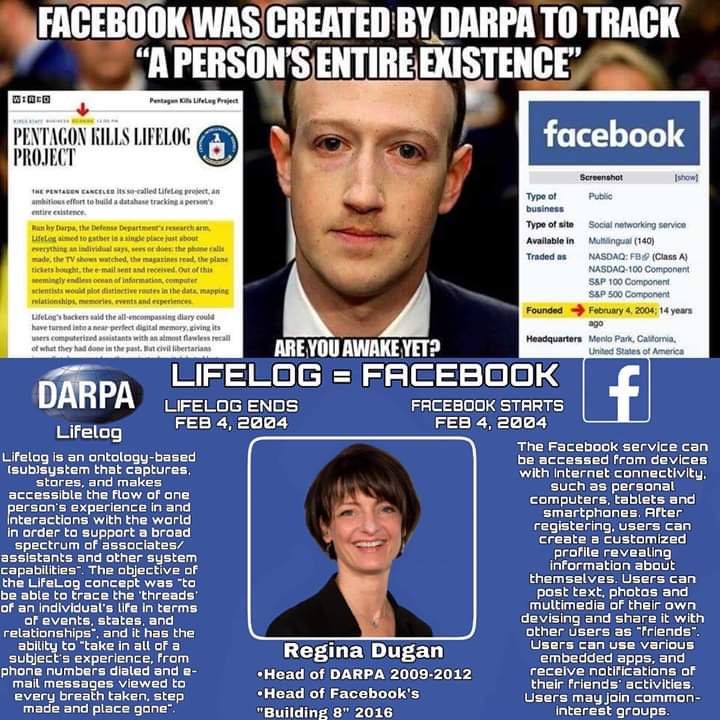 FACEBOOK WAS CREATED BY DARPA TO TRACK
"A PERSON'S ENTIRE EXISTENCE"
WIRED
Pentagon Kills LifeLog Project
12:00 PM
PENTAGON KILLS LIFELOG
PROJECT
THE PENTAGON CANCELED its so-called LifeLog project, an
ambitious effort to build a database tracking a person's
entire existence.
Run by Darpa, the Defense Department's research arm,
LifeLog aimed to gather in a single place just about
everything an individual says, sees or does: the phone calls
made, the TV shows watched, the magazines read, the plane
tickets bought, the e-mail sent and received. Out of this
seemingly endless ocean of information, computer
scientists would plot distinctive routes in the data, mapping
relationships, memories, events and experiences.
LifeLog's backers said the all-encompassing diary could
have turned into a near-perfect digital memory, giving its
users computerized assistants with an almost flawless recall
of what they had done in the past. But civil libertarians
facebook
Screenshot [show]
Type of business Public
Type of site Social networking service
Available in Multilingual (140)
Traded as NASDAQ: FB (Class A)
NASDAQ-100 Component
S&P 100 Component
S&P 500 Component
Founded February 4, 2004; 14 years
ago
Headquarters Menlo Park, California,
United States of America
ARE YOU AWAKE YET?
LIFELOG = FACEBOOK
DARPA
Lifelog
LIFELOG ENDS
FEB 4, 2004
FACEBOOK STARTS
FEB 4, 2004
f
Lifelog is an ontology-based
(sub)system that captures,
stores, and makes
accessible the flow of one
person's experience in and
interactions with the world
in order to support a broad
spectrum of associates/
assistants and other system
capabilities". The objective of
the LifeLog concept was "to
be able to trace the 'threads'
of an individual's life in terms
of events, states, and
relationships", and it has the
ability to "take in all of a
subject's experience, from
phone numbers dialed and e-
mail messages viewed to
every breath taken, step
made and place gone".
Regina Dugan
•Head of DARPA 2009-2012
•Head of Facebook's
"Building 8" 2016
The Facebook service can
be accessed from devices
with Internet connectivity,
such as personal
computers, tablets and
smartphones. After
registering, users can
create a customized
profile revealing
information about
themselves. Users can
post text, photos and
multimedia of their own
devising and share it with
other users as "friends".
Users can use various
embedded apps, and
receive notifications of
their friends' activities.
Users may join common-
interest groups.